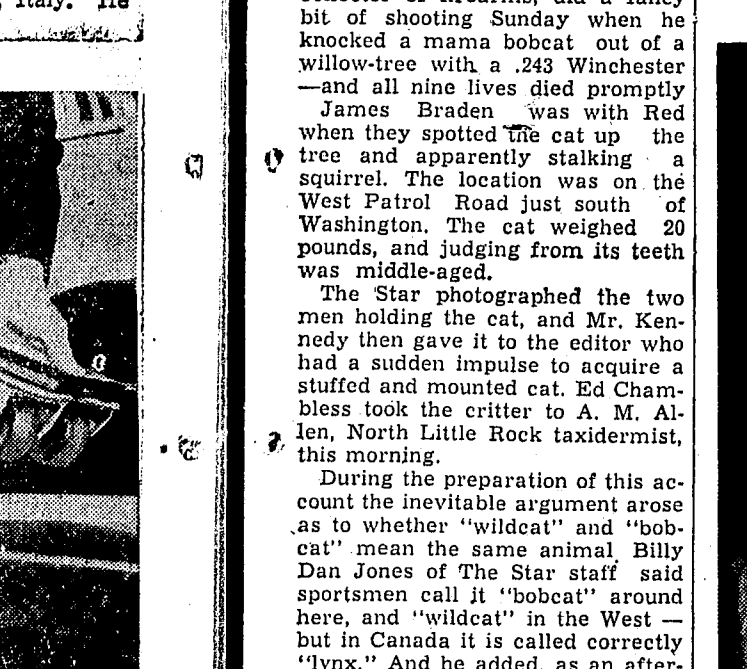 Italy. He
bit of shooting Sunday when he
knocked a mama bobcat out of a
willow-tree with a .243 Winchester
—and all nine lives died promptly
James Braden was with Red
when they spotted the cat up the
tree and apparently stalking a
squirrel. The location was on the
West Patrol Road just south of
Washington. The cat weighed 20
pounds, and judging from its teeth
was middle-aged.
The Star photographed the two
men holding the cat, and Mr. Ken-
nedy then gave it to the editor who
had a sudden impulse to acquire a
stuffed and mounted cat. Ed Cham-
bless took the critter to A. M. Al-
len, North Little Rock taxidermist,
this morning.
During the preparation of this ac-
count the inevitable argument arose
as to whether "wildcat" and "bob-
cat" mean the same animal. Billy
Dan Jones of The Star staff said
sportsmen call it "bobcat" around
here, and "wildcat" in the West —
but in Canada it is called correctly
"lynx." And he added, as an after-